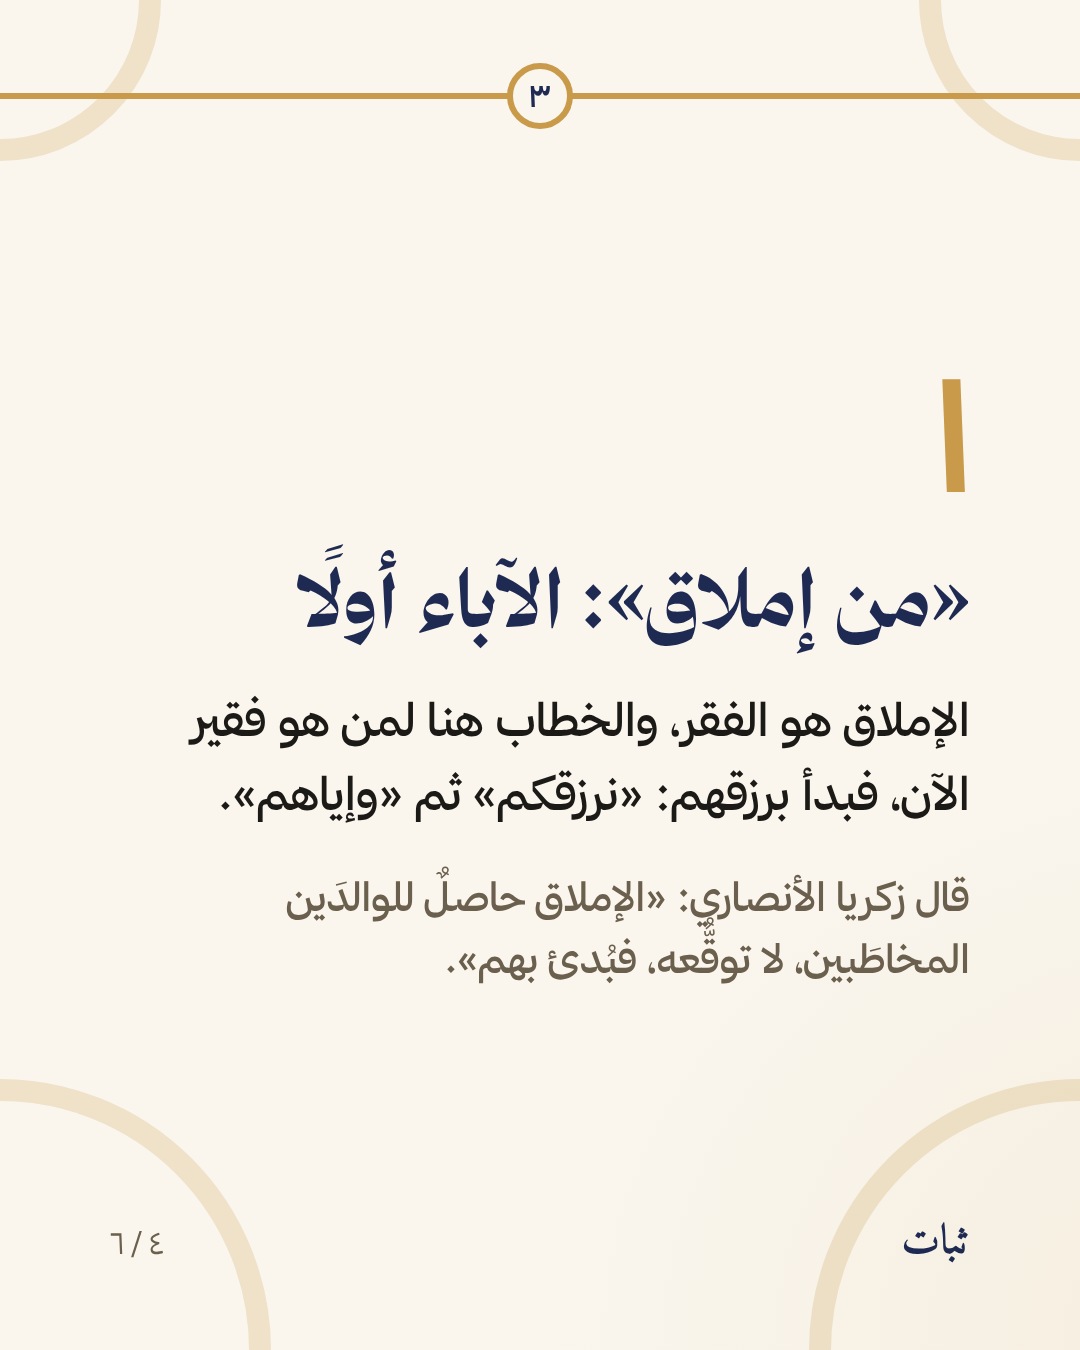 ٣
١
«من إملاق»: الآباء أولًا
الإملاق هو الفقر، والخطاب هنا لمن هو فقير
الآن، فبدأ برزقهم: «نرزقكم» ثم «وإياهم».
قال زكريا الأنصاري: «الإملاق حاصلٌ للوالدَين
المخاطَبين، لا توقُّعه، فبُدئ بهم».
ثبات
٤ / ٦